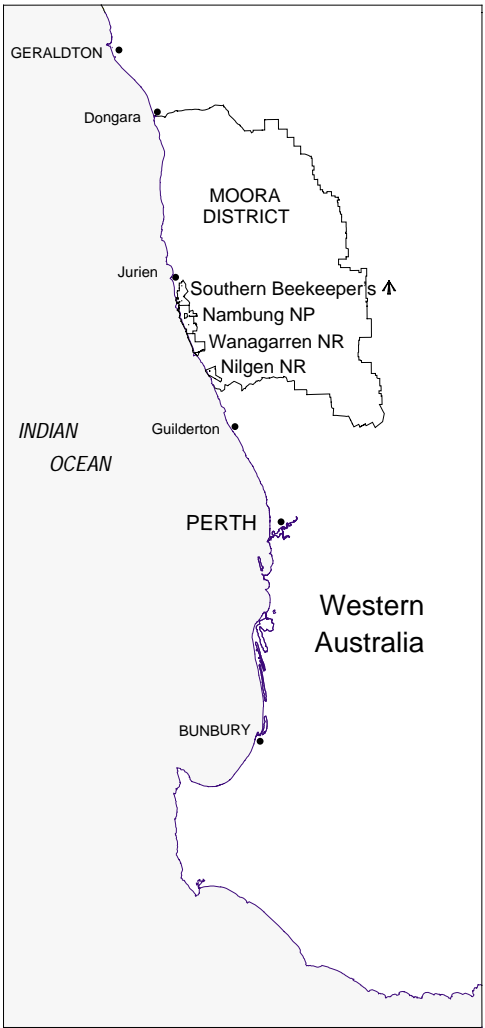 GERALDTON
Dongara
MOORA
DISTRICT
Jurien
Southern Beekeeper's
Nambung NP
Wanagarren NR
Nilgen NR
Guilderton
INDIAN
OCEAN
PERTH
Western
Australia
BUNBURY